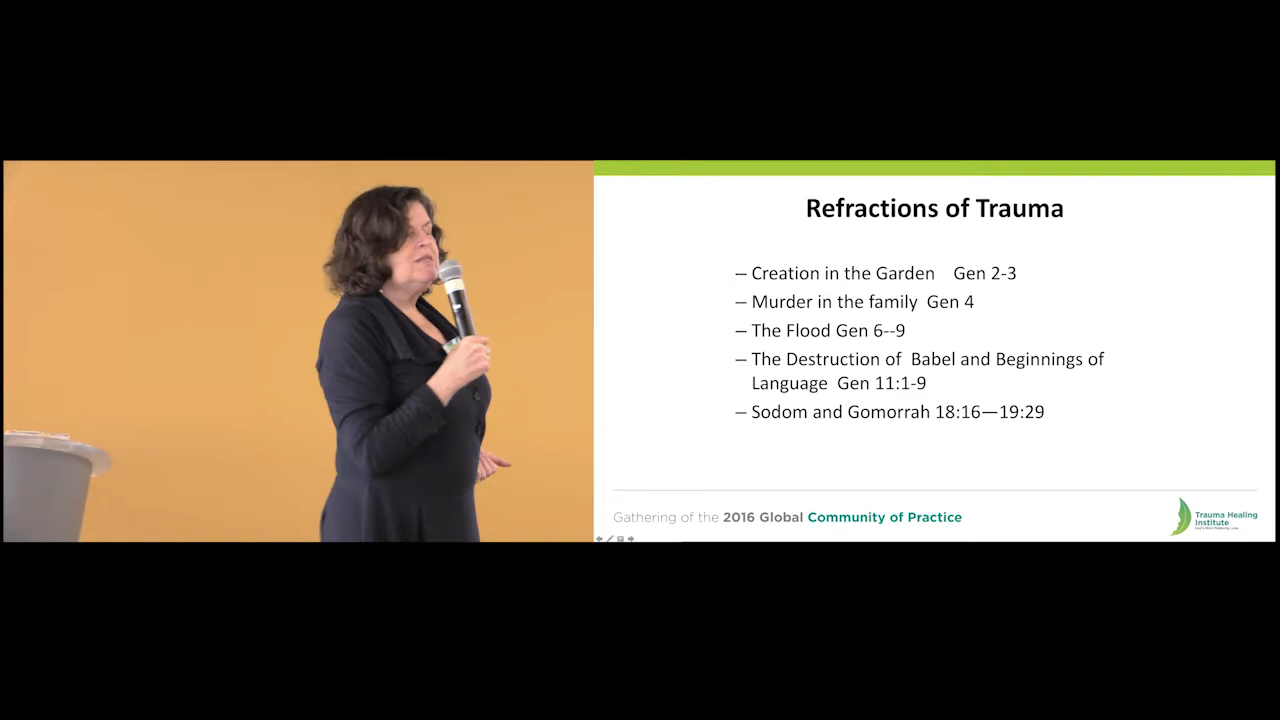 Refractions of Trauma
– Creation in the Garden Gen 2-3
– Murder in the family Gen 4
– The Flood Gen 6--9
– The Destruction of Babel and Beginnings of
Language Gen 11:1-9
– Sodom and Gomorrah 18:16—19:29
Gathering of the 2016 Global Community of Practice
Trauma Healing
Institute